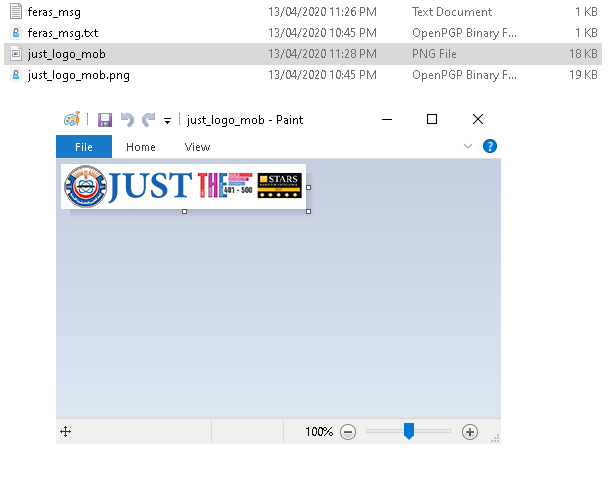 feras_msg 13/04/2020 11:26 PM Text Document 1 KB
feras_msg.txt 13/04/2020 10:45 PM OpenPGP Binary F... 1 KB
just_logo_mob 13/04/2020 11:28 PM PNG File 18 KB
just_logo_mob.png 13/04/2020 10:45 PM OpenPGP Binary F... 19 KB
just_logo_mob - Paint
File Home View
JUST THE 401 - 500 STARS
100%